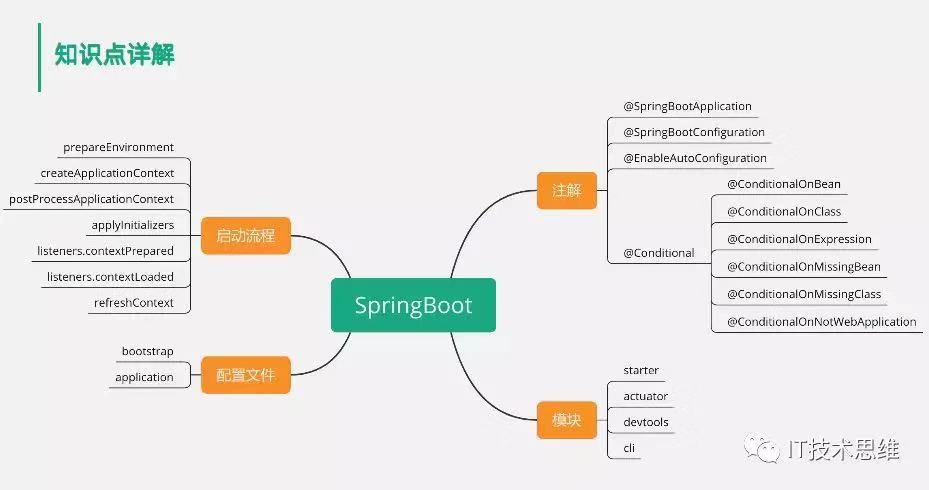 知识点详解
prepareEnvironment
createApplicationContext
postProcessApplicationContext
applyInitializers
listeners.contextPrepared
listeners.contextLoaded
refreshContext
启动流程
bootstrap
application
配置文件
SpringBoot
注解
@SpringBootApplication
@SpringBootConfiguration
@EnableAutoConfiguration
@Conditional
@ConditionalOnBean
@ConditionalOnClass
@ConditionalOnExpression
@ConditionalOnMissingBean
@ConditionalOnMissingClass
@ConditionalOnNotWebApplication
模块
starter
actuator
devtools
cli
IT技术思维